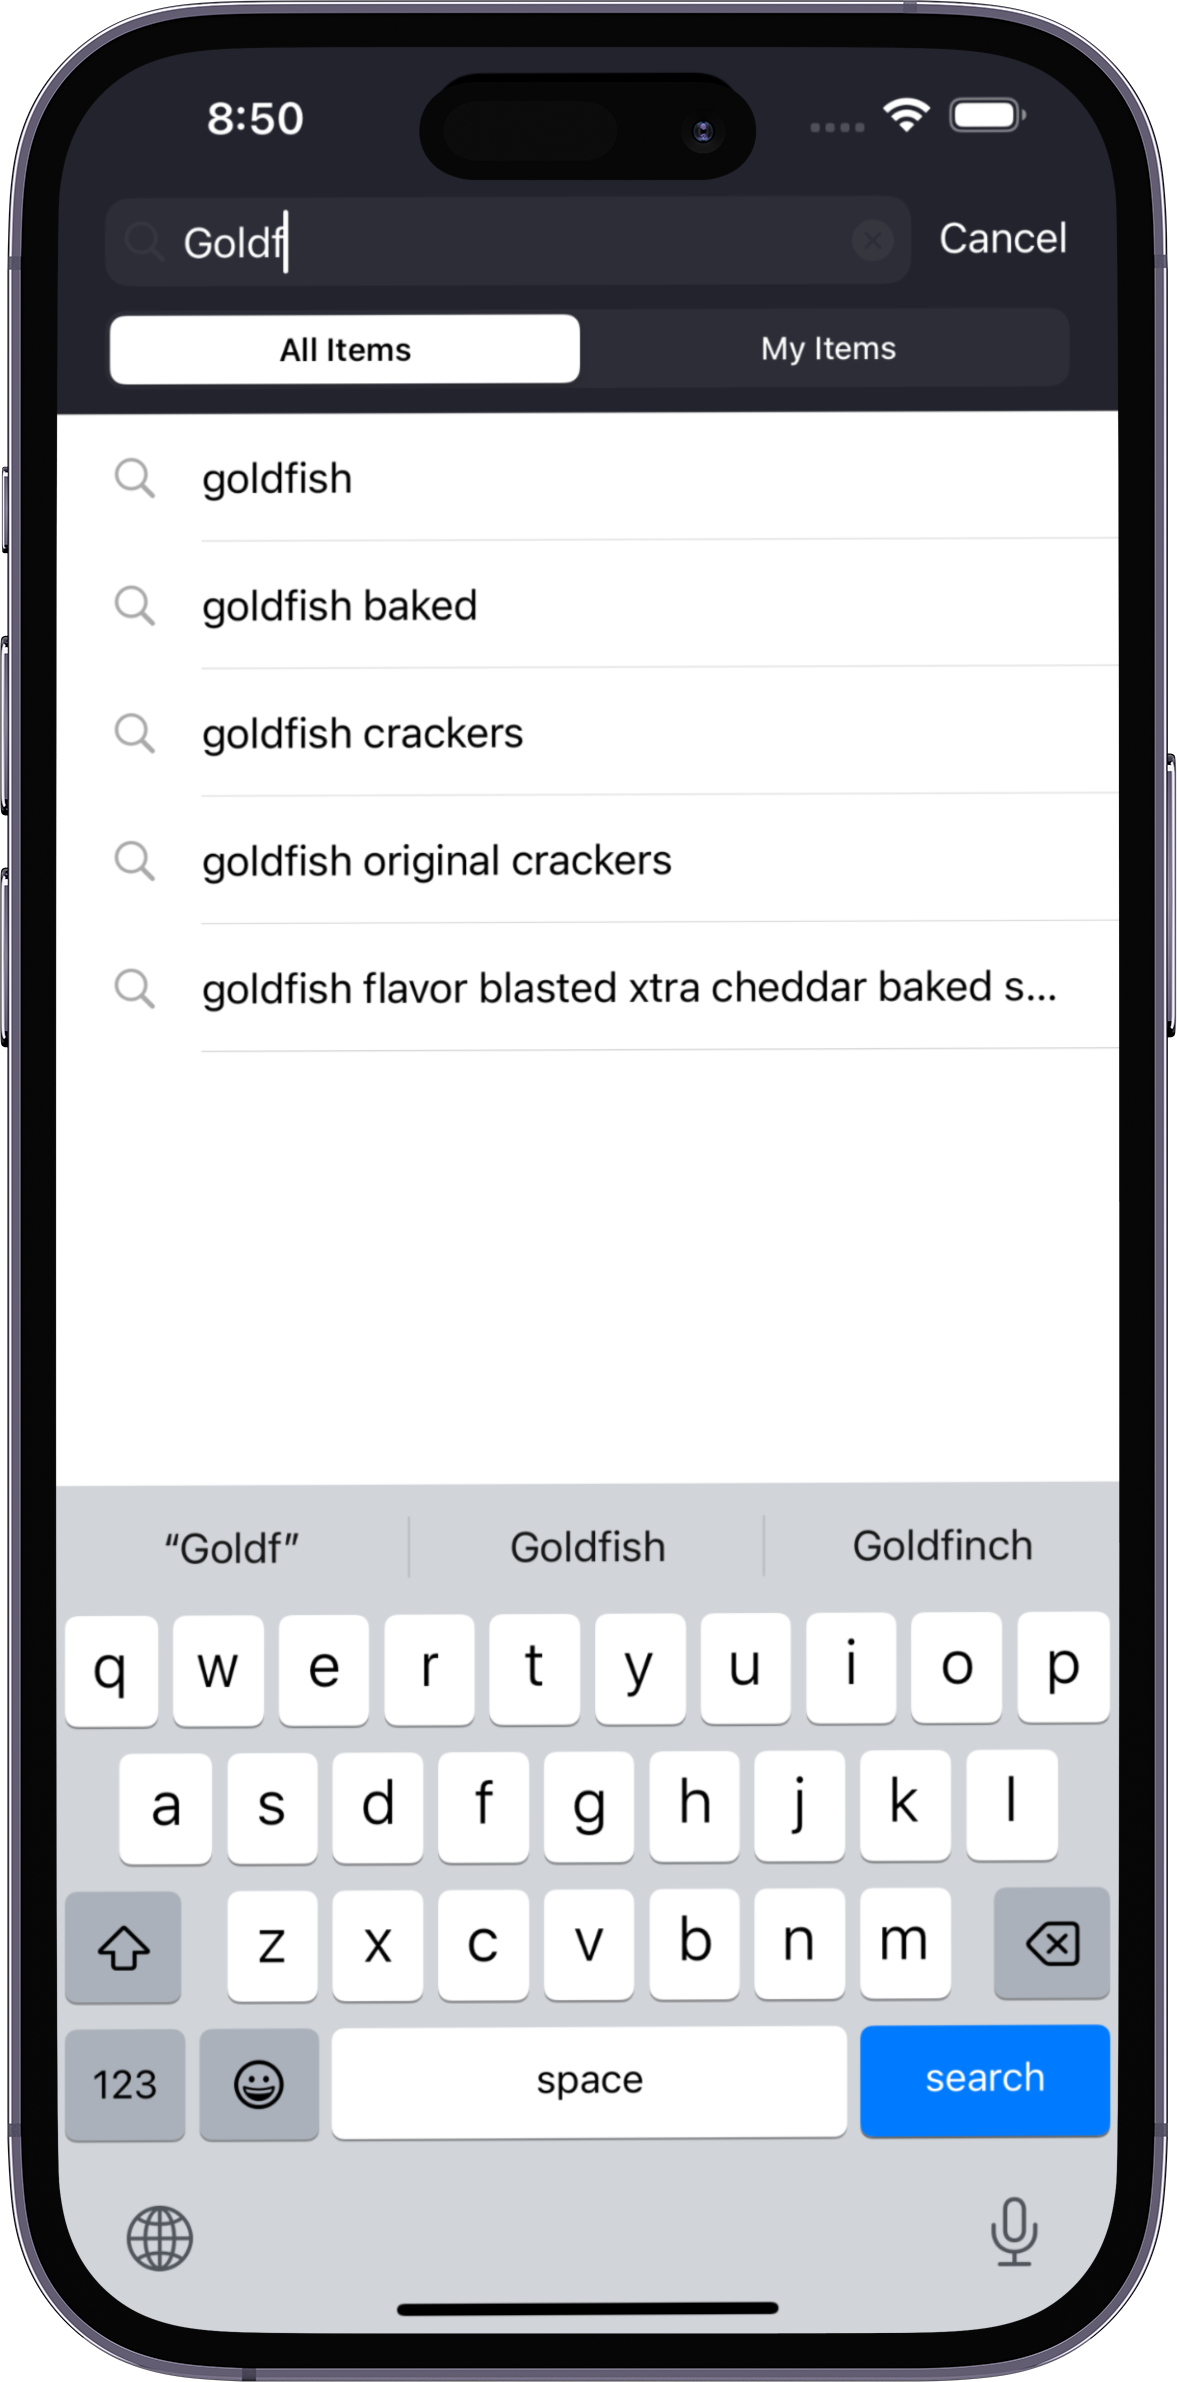 8:50
Goldf
Cancel
All Items
My Items
goldfish
goldfish baked
goldfish crackers
goldfish original crackers
goldfish flavor blasted xtra cheddar baked s...
“Goldf”
Goldfish
Goldfinch
q w e r t y u i o p
a s d f g h j k l
z x c v b n m
123
space
search